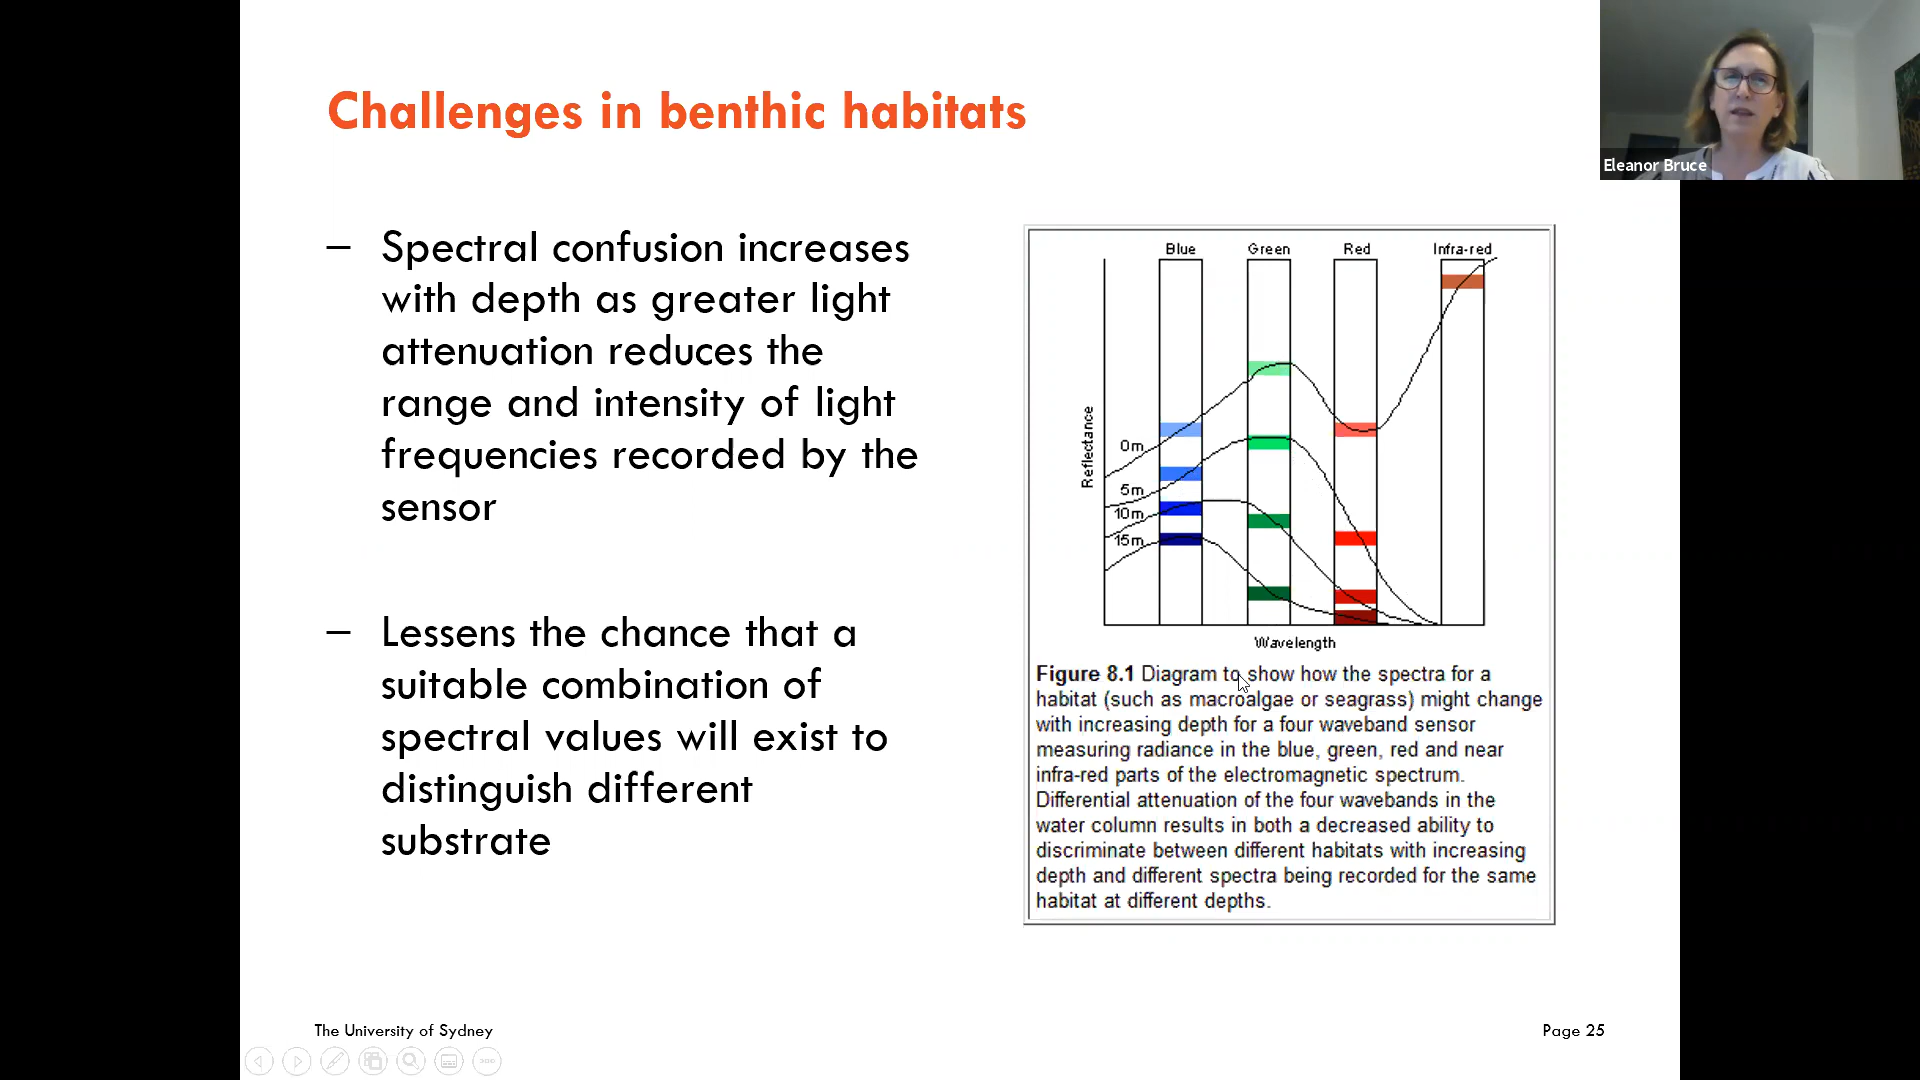 Challenges in benthic habitats
Eleanor Bruce
– Spectral confusion increases
with depth as greater light
attenuation reduces the
range and intensity of light
frequencies recorded by the
sensor
– Lessens the chance that a
suitable combination of
spectral values will exist to
distinguish different
substrate
Blue Green Red Infra-red
Reflectance
0m
5m
10m
15m
Wavelength
Figure 8.1 Diagram to show how the spectra for a
habitat (such as macroalgae or seagrass) might change
with increasing depth for a four waveband sensor
measuring radiance in the blue, green, red and near
infra-red parts of the electromagnetic spectrum.
Differential attenuation of the four wavebands in the
water column results in both a decreased ability to
discriminate between different habitats with increasing
depth and different spectra being recorded for the same
habitat at different depths.
The University of Sydney
Page 25